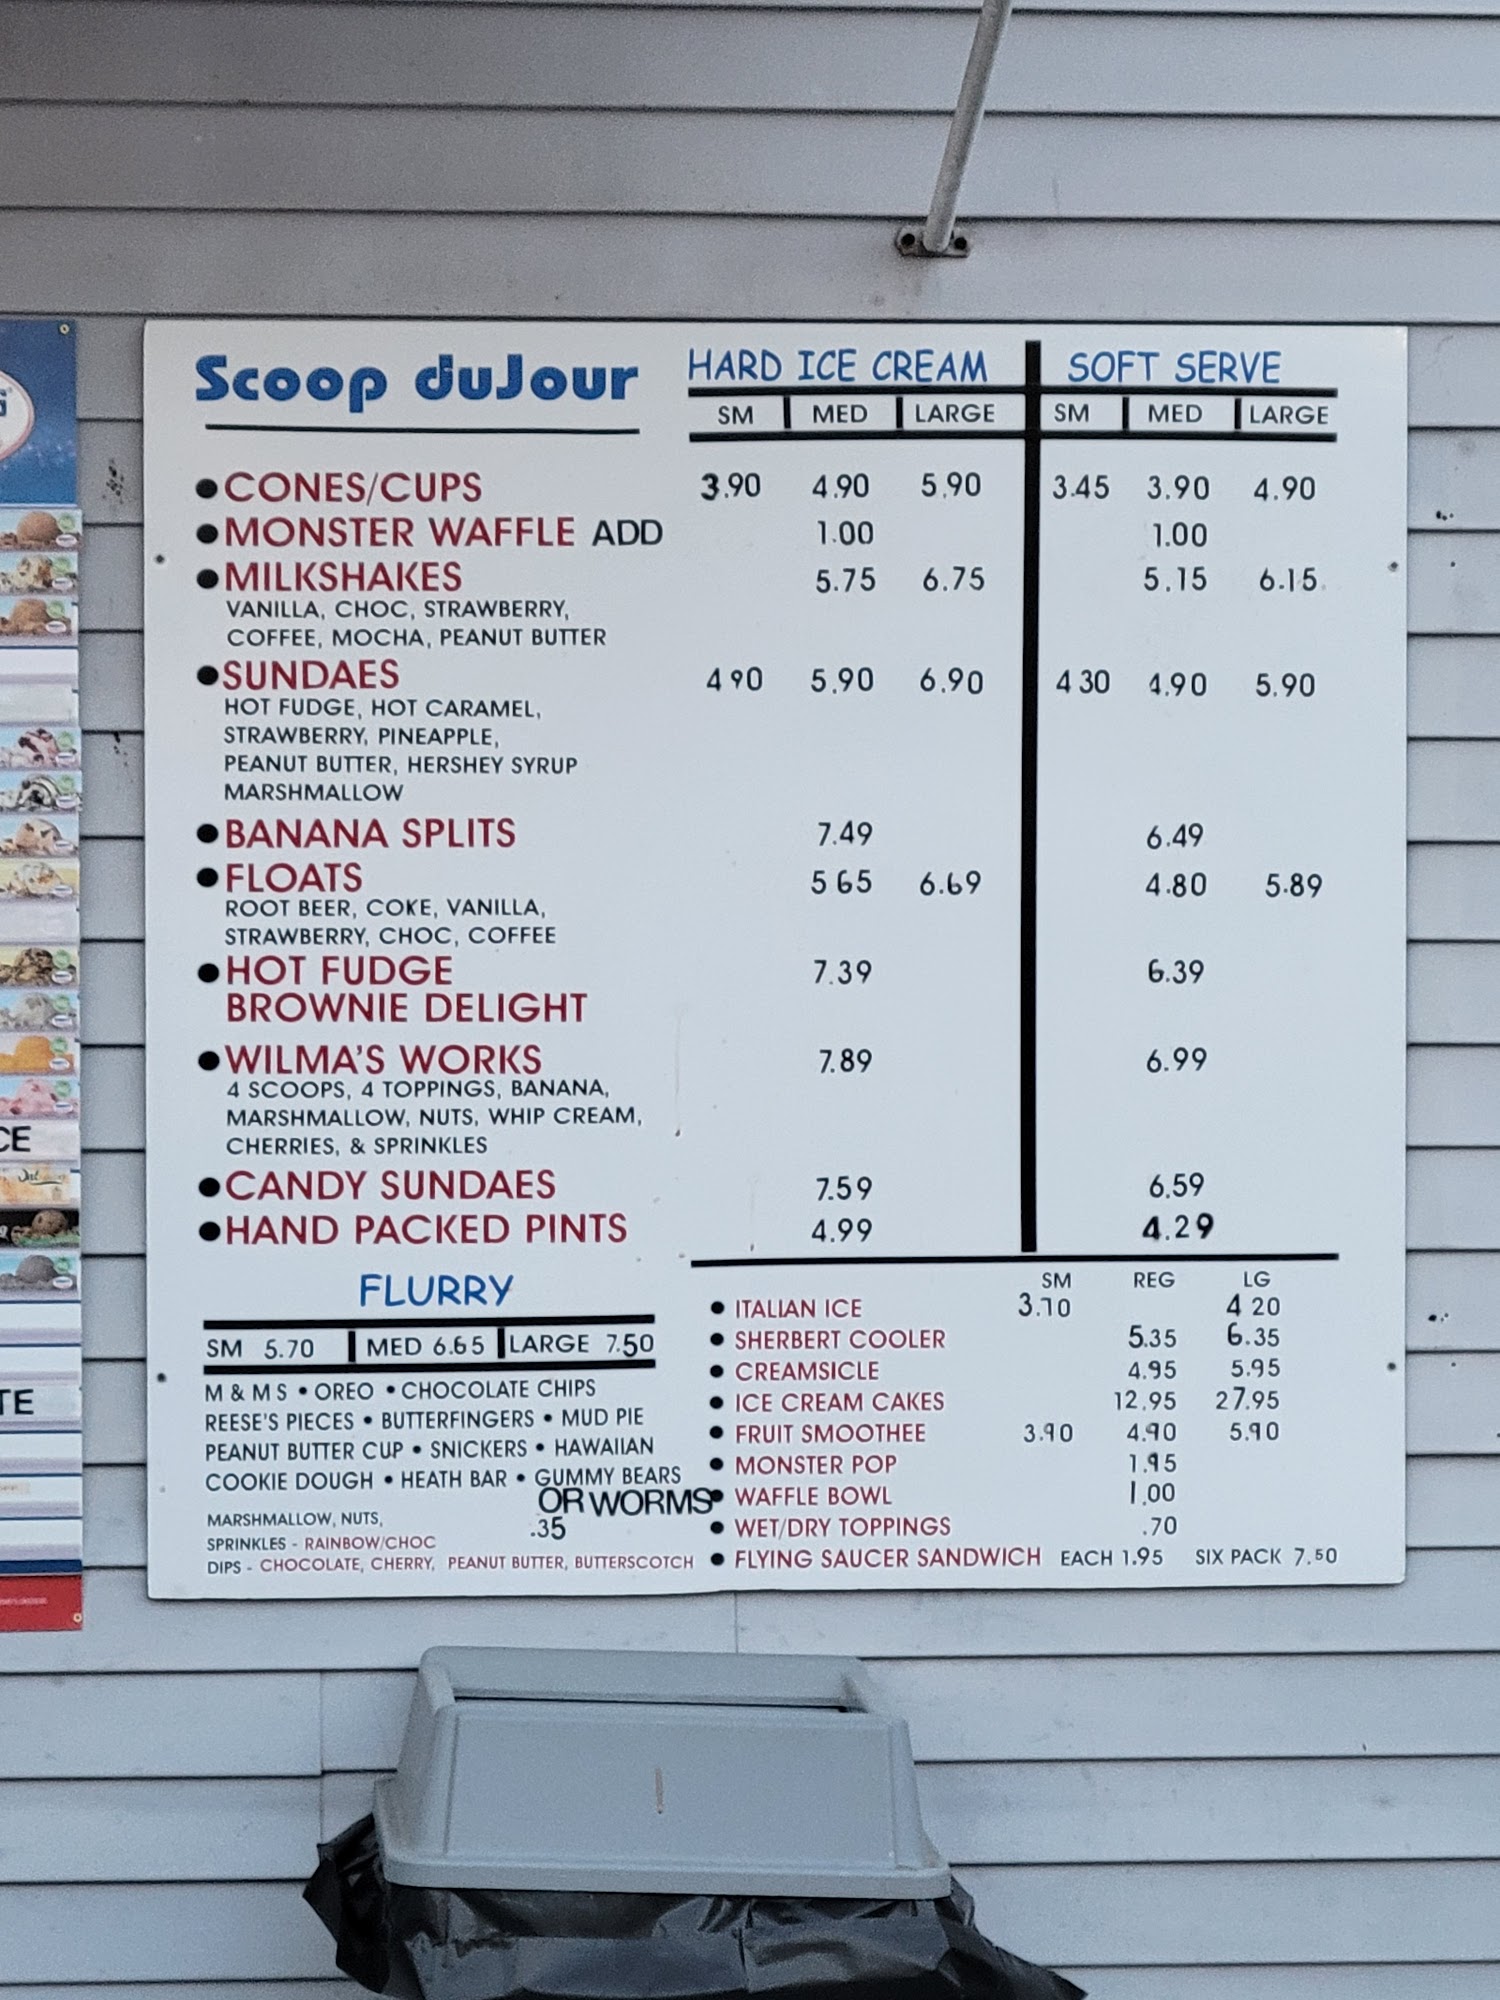 Scoop duJour
HARD ICE CREAM SOFT SERVE
SM MED LARGE SM MED LARGE
• CONES/CUPS 3.90 4.90 5.90 3.45 3.90 4.90
• MONSTER WAFFLE ADD 1.00 1.00
• MILKSHAKES 5.75 6.75 5.15 6.15
VANILLA, CHOC, STRAWBERRY,
COFFEE, MOCHA, PEANUT BUTTER
• SUNDAES 4 90 5.90 6.90 4 30 4.90 5.90
HOT FUDGE, HOT CARAMEL,
STRAWBERRY, PINEAPPLE,
PEANUT BUTTER, HERSHEY SYRUP
MARSHMALLOW
• BANANA SPLITS 7.49 6.49
• FLOATS 5 65 6.69 4.80 5.89
ROOT BEER, COKE, VANILLA,
STRAWBERRY, CHOC, COFFEE
• HOT FUDGE 7.39 6.39
BROWNIE DELIGHT
• WILMA'S WORKS 7.89 6.99
4 SCOOPS, 4 TOPPINGS, BANANA,
MARSHMALLOW, NUTS, WHIP CREAM,
CHERRIES, & SPRINKLES
• CANDY SUNDAES 7.59 6.59
• HAND PACKED PINTS 4.99 4.29
FLURRY
SM 5.70 MED 6.65 LARGE 7.50
M & M S • OREO • CHOCOLATE CHIPS
REESE'S PIECES • BUTTERFINGERS • MUD PIE
PEANUT BUTTER CUP • SNICKERS • HAWAIIAN
COOKIE DOUGH • HEATH BAR • GUMMY BEARS
OR WORMS
MARSHMALLOW, NUTS, .35
SPRINKLES - RAINBOW/CHOC
DIPS - CHOCOLATE, CHERRY, PEANUT BUTTER, BUTTERSCOTCH
SM REG LG
• ITALIAN ICE 3.10 4 20
• SHERBERT COOLER 5.35 6.35
• CREAMSICLE 4.95 5.95
• ICE CREAM CAKES 12.95 27.95
• FRUIT SMOOTHEE 3.90 4.90 5.90
• MONSTER POP 1.95
• WAFFLE BOWL 1.00
• WET/DRY TOPPINGS .70
• FLYING SAUCER SANDWICH EACH 1.95 SIX PACK 7.50
CE
TE